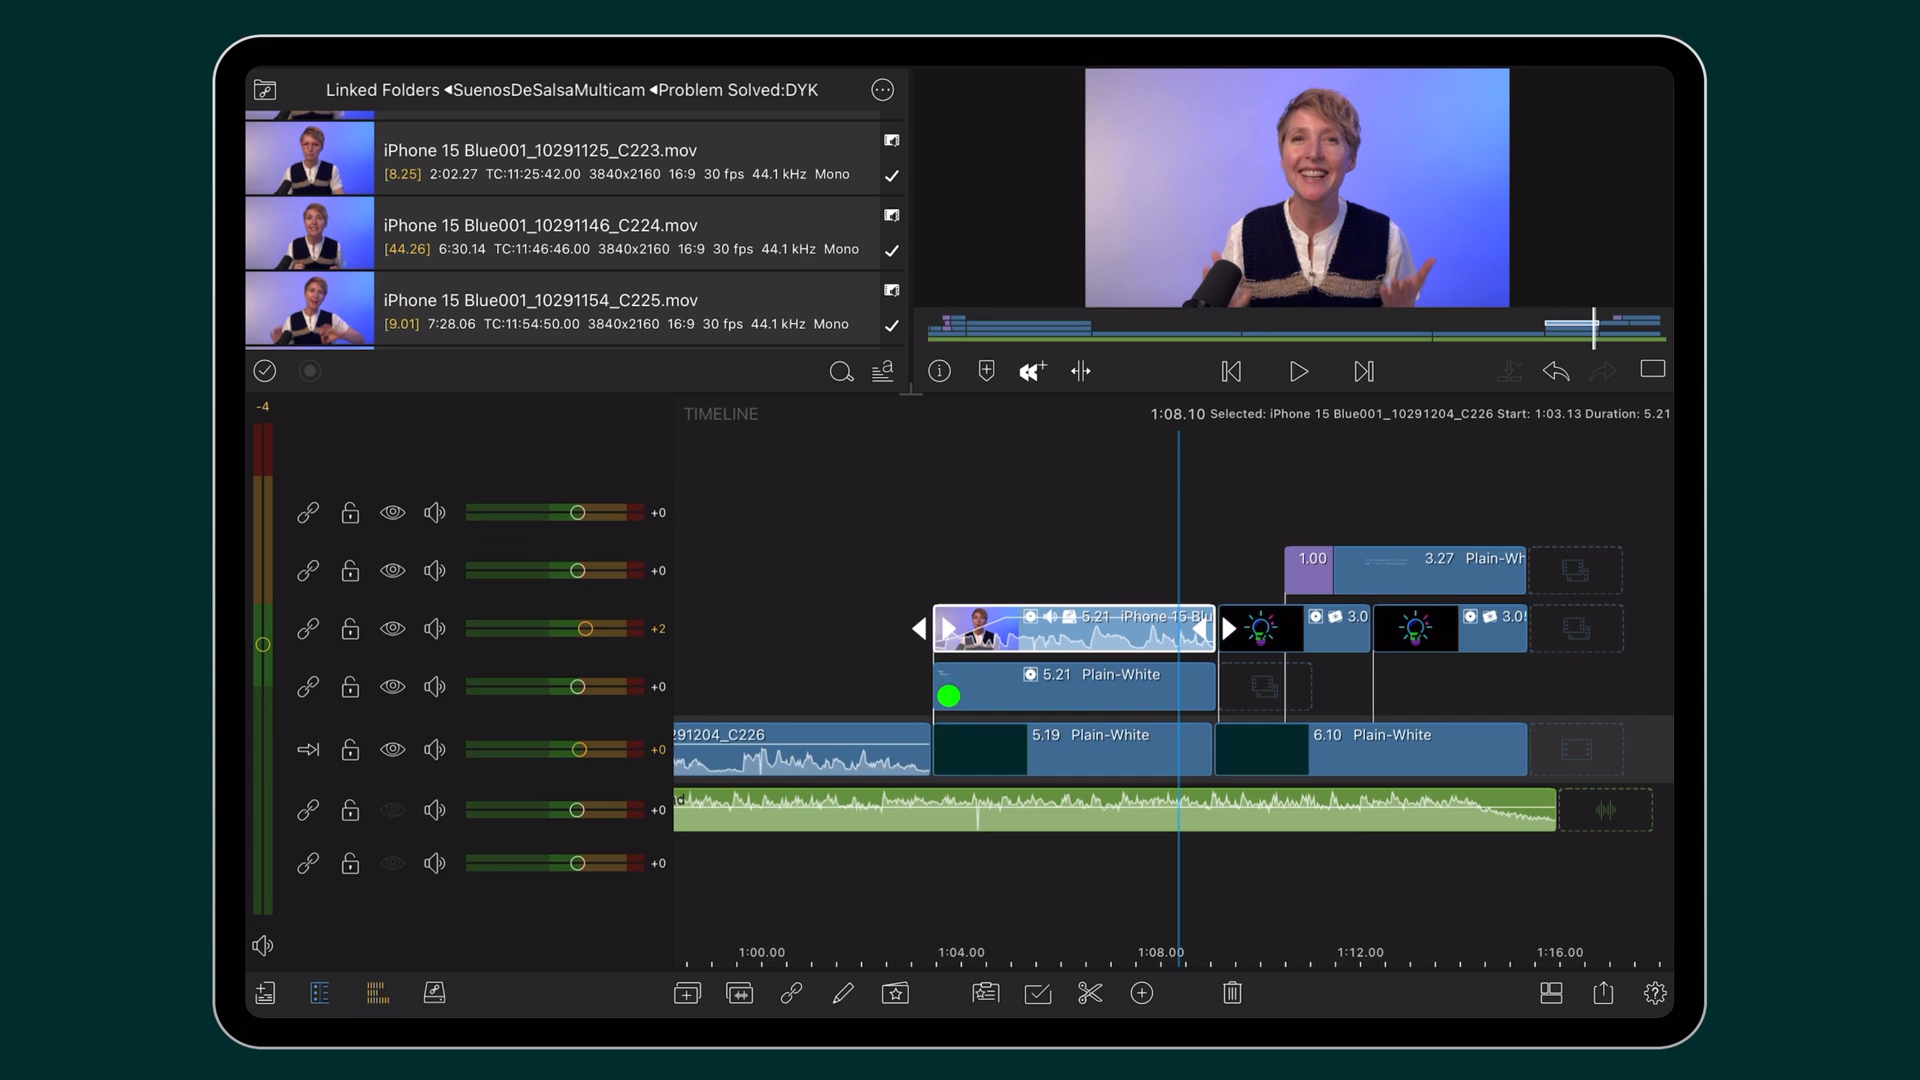 Linked Folders ◀SuenosDeSalsaMulticam ◀Problem Solved:DYK
iPhone 15 Blue001_10291125_C223.mov
[8.25] 2:02.27 TC:11:25:42.00 3840x2160 16:9 30 fps 44.1 kHz Mono
iPhone 15 Blue001_10291146_C224.mov
[44.26] 6:30.14 TC:11:46:46.00 3840x2160 16:9 30 fps 44.1 kHz Mono
iPhone 15 Blue001_10291154_C225.mov
[9.01] 7:28.06 TC:11:54:50.00 3840x2160 16:9 30 fps 44.1 kHz Mono
a
-4
TIMELINE
1:08.10 Selected: iPhone 15 Blue001_10291204_C226 Start: 1:03.13 Duration: 5.21
+0
+0
1.00 3.27 Plain-Wh
+2
5.21 iPhone 15 Blu
3.0
3.0
+0
5.21 Plain-White
+0
291204_C226
5.19 Plain-White
6.10 Plain-White
+0
d
+0
1:00.00 1:04.00 1:08.00 1:12.00 1:16.00